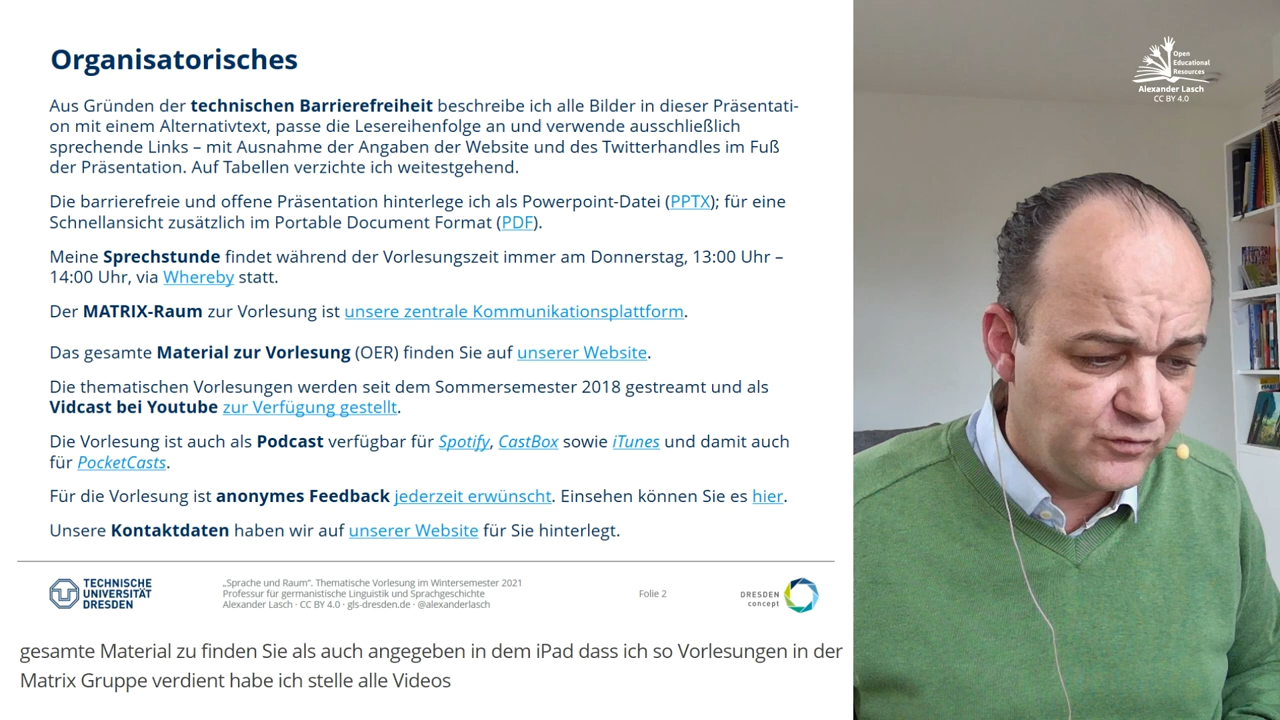 Organisatorisches
Aus Gründen der technischen Barrierefreiheit beschreibe ich alle Bilder in dieser Präsentati-
on mit einem Alternativtext, passe die Lesereihenfolge an und verwende ausschließlich
sprechende Links – mit Ausnahme der Angaben der Website und des Twitterhandles im Fuß
der Präsentation. Auf Tabellen verzichte ich weitestgehend.
Die barrierefreie und offene Präsentation hinterlege ich als Powerpoint-Datei (PPTX); für eine
Schnellansicht zusätzlich im Portable Document Format (PDF).
Meine Sprechstunde findet während der Vorlesungszeit immer am Donnerstag, 13:00 Uhr –
14:00 Uhr, via Whereby statt.
Der MATRIX-Raum zur Vorlesung ist unsere zentrale Kommunikationsplattform.
Das gesamte Material zur Vorlesung (OER) finden Sie auf unserer Website.
Die thematischen Vorlesungen werden seit dem Sommersemester 2018 gestreamt und als
Vidcast bei Youtube zur Verfügung gestellt.
Die Vorlesung ist auch als Podcast verfügbar für Spotify, CastBox sowie iTunes und damit auch
für PocketCasts.
Für die Vorlesung ist anonymes Feedback jederzeit erwünscht. Einsehen können Sie es hier.
Unsere Kontaktdaten haben wir auf unserer Website für Sie hinterlegt.
TECHNISCHE
UNIVERSITÄT
DRESDEN
„Sprache und Raum“. Thematische Vorlesung im Wintersemester 2021
Professur für germanistische Linguistik und Sprachgeschichte
Alexander Lasch · CC BY 4.0 · gls-dresden.de · @alexanderlasch
Folie 2
DRESDEN
concept
gesamte Material zu finden Sie als auch angegeben in dem iPad dass ich so Vorlesungen in der
Matrix Gruppe verdient habe ich stelle alle Videos
Open
Educational
Resources
Alexander Lasch
CC BY 4.0